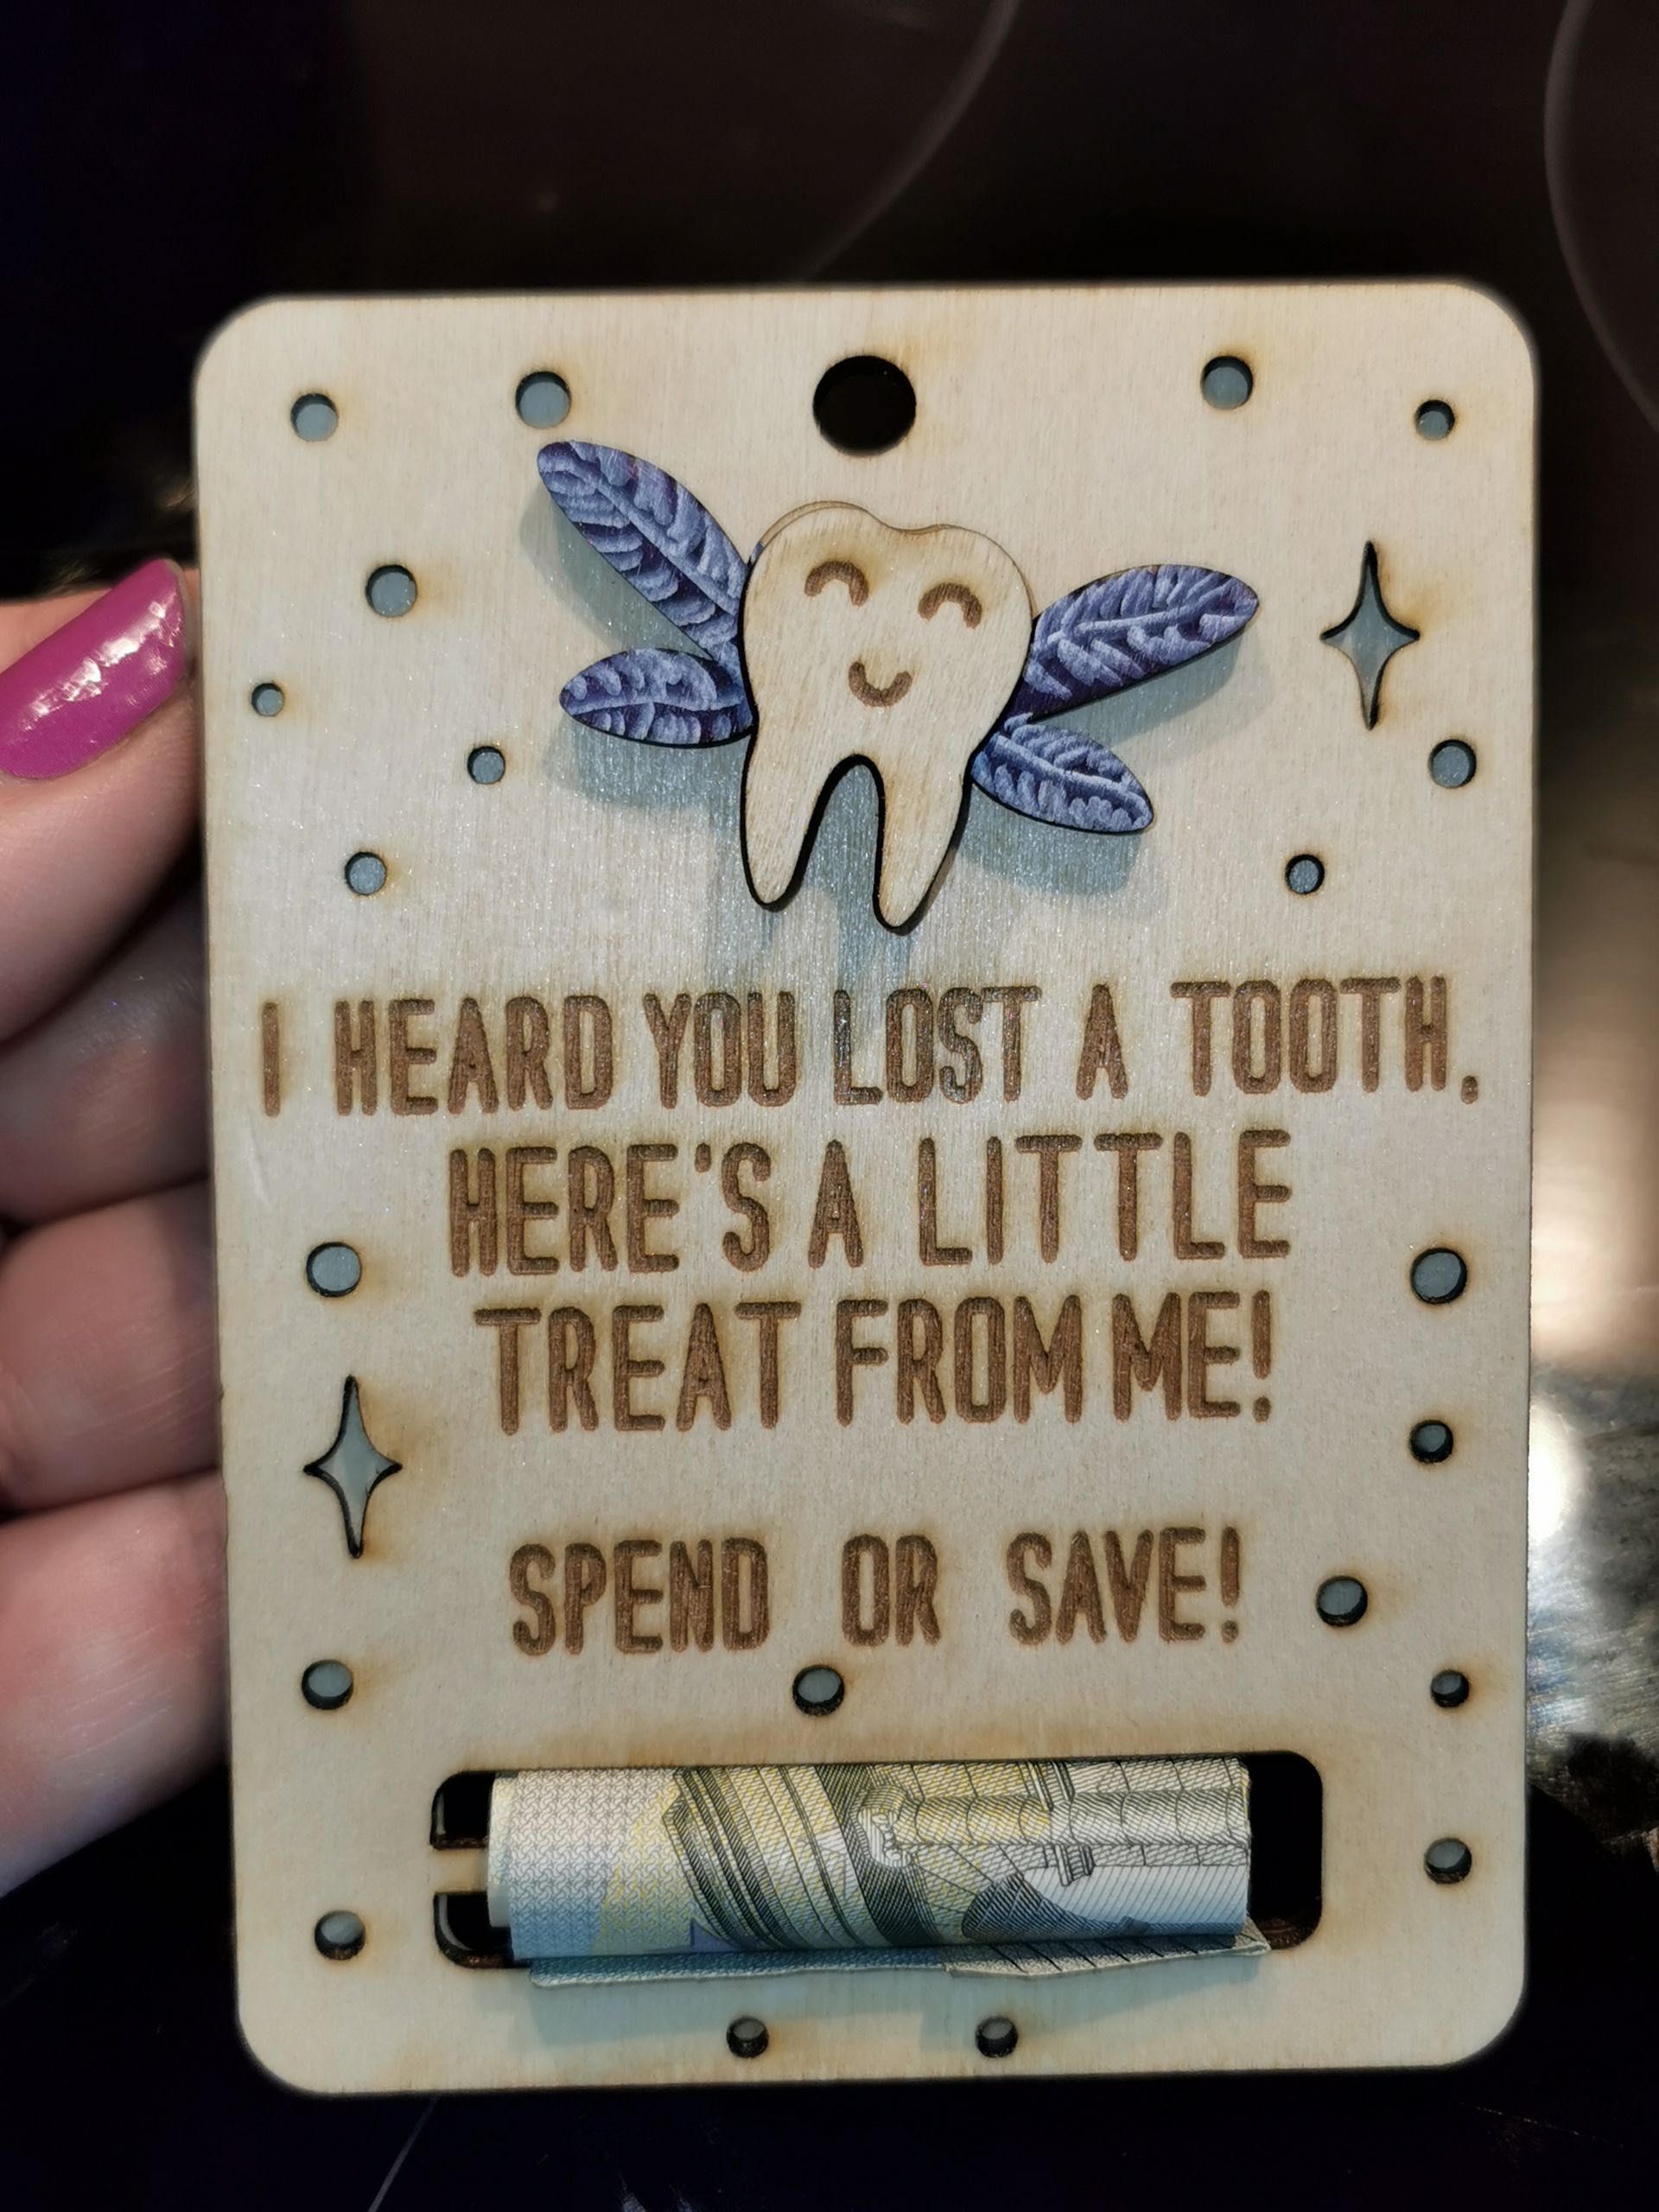 I HEARD YOU LOST A TOOTH,
HERE'S A LITTLE
TREAT FROM ME!
SPEND OR SAVE!